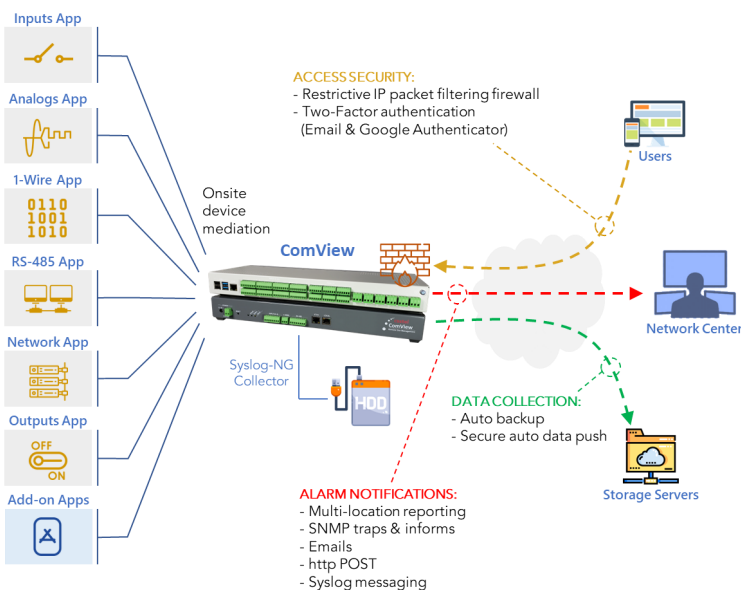 Inputs App
Analogs App
1-Wire App
0110
1001
1010
RS-485 App
Network App
Outputs App
OFF
ON
Add-on Apps
Onsite
device
mediation
ComView
ComView
Syslog-NG
Collector
HDD
ACCESS SECURITY:
- Restrictive IP packet filtering firewall
- Two-Factor authentication
(Email & Google Authenticator)
Users
Network Center
DATA COLLECTION:
- Auto backup
- Secure auto data push
Storage Servers
ALARM NOTIFICATIONS:
- Multi-location reporting
- SNMP traps & informs
- Emails
- http POST
- Syslog messaging